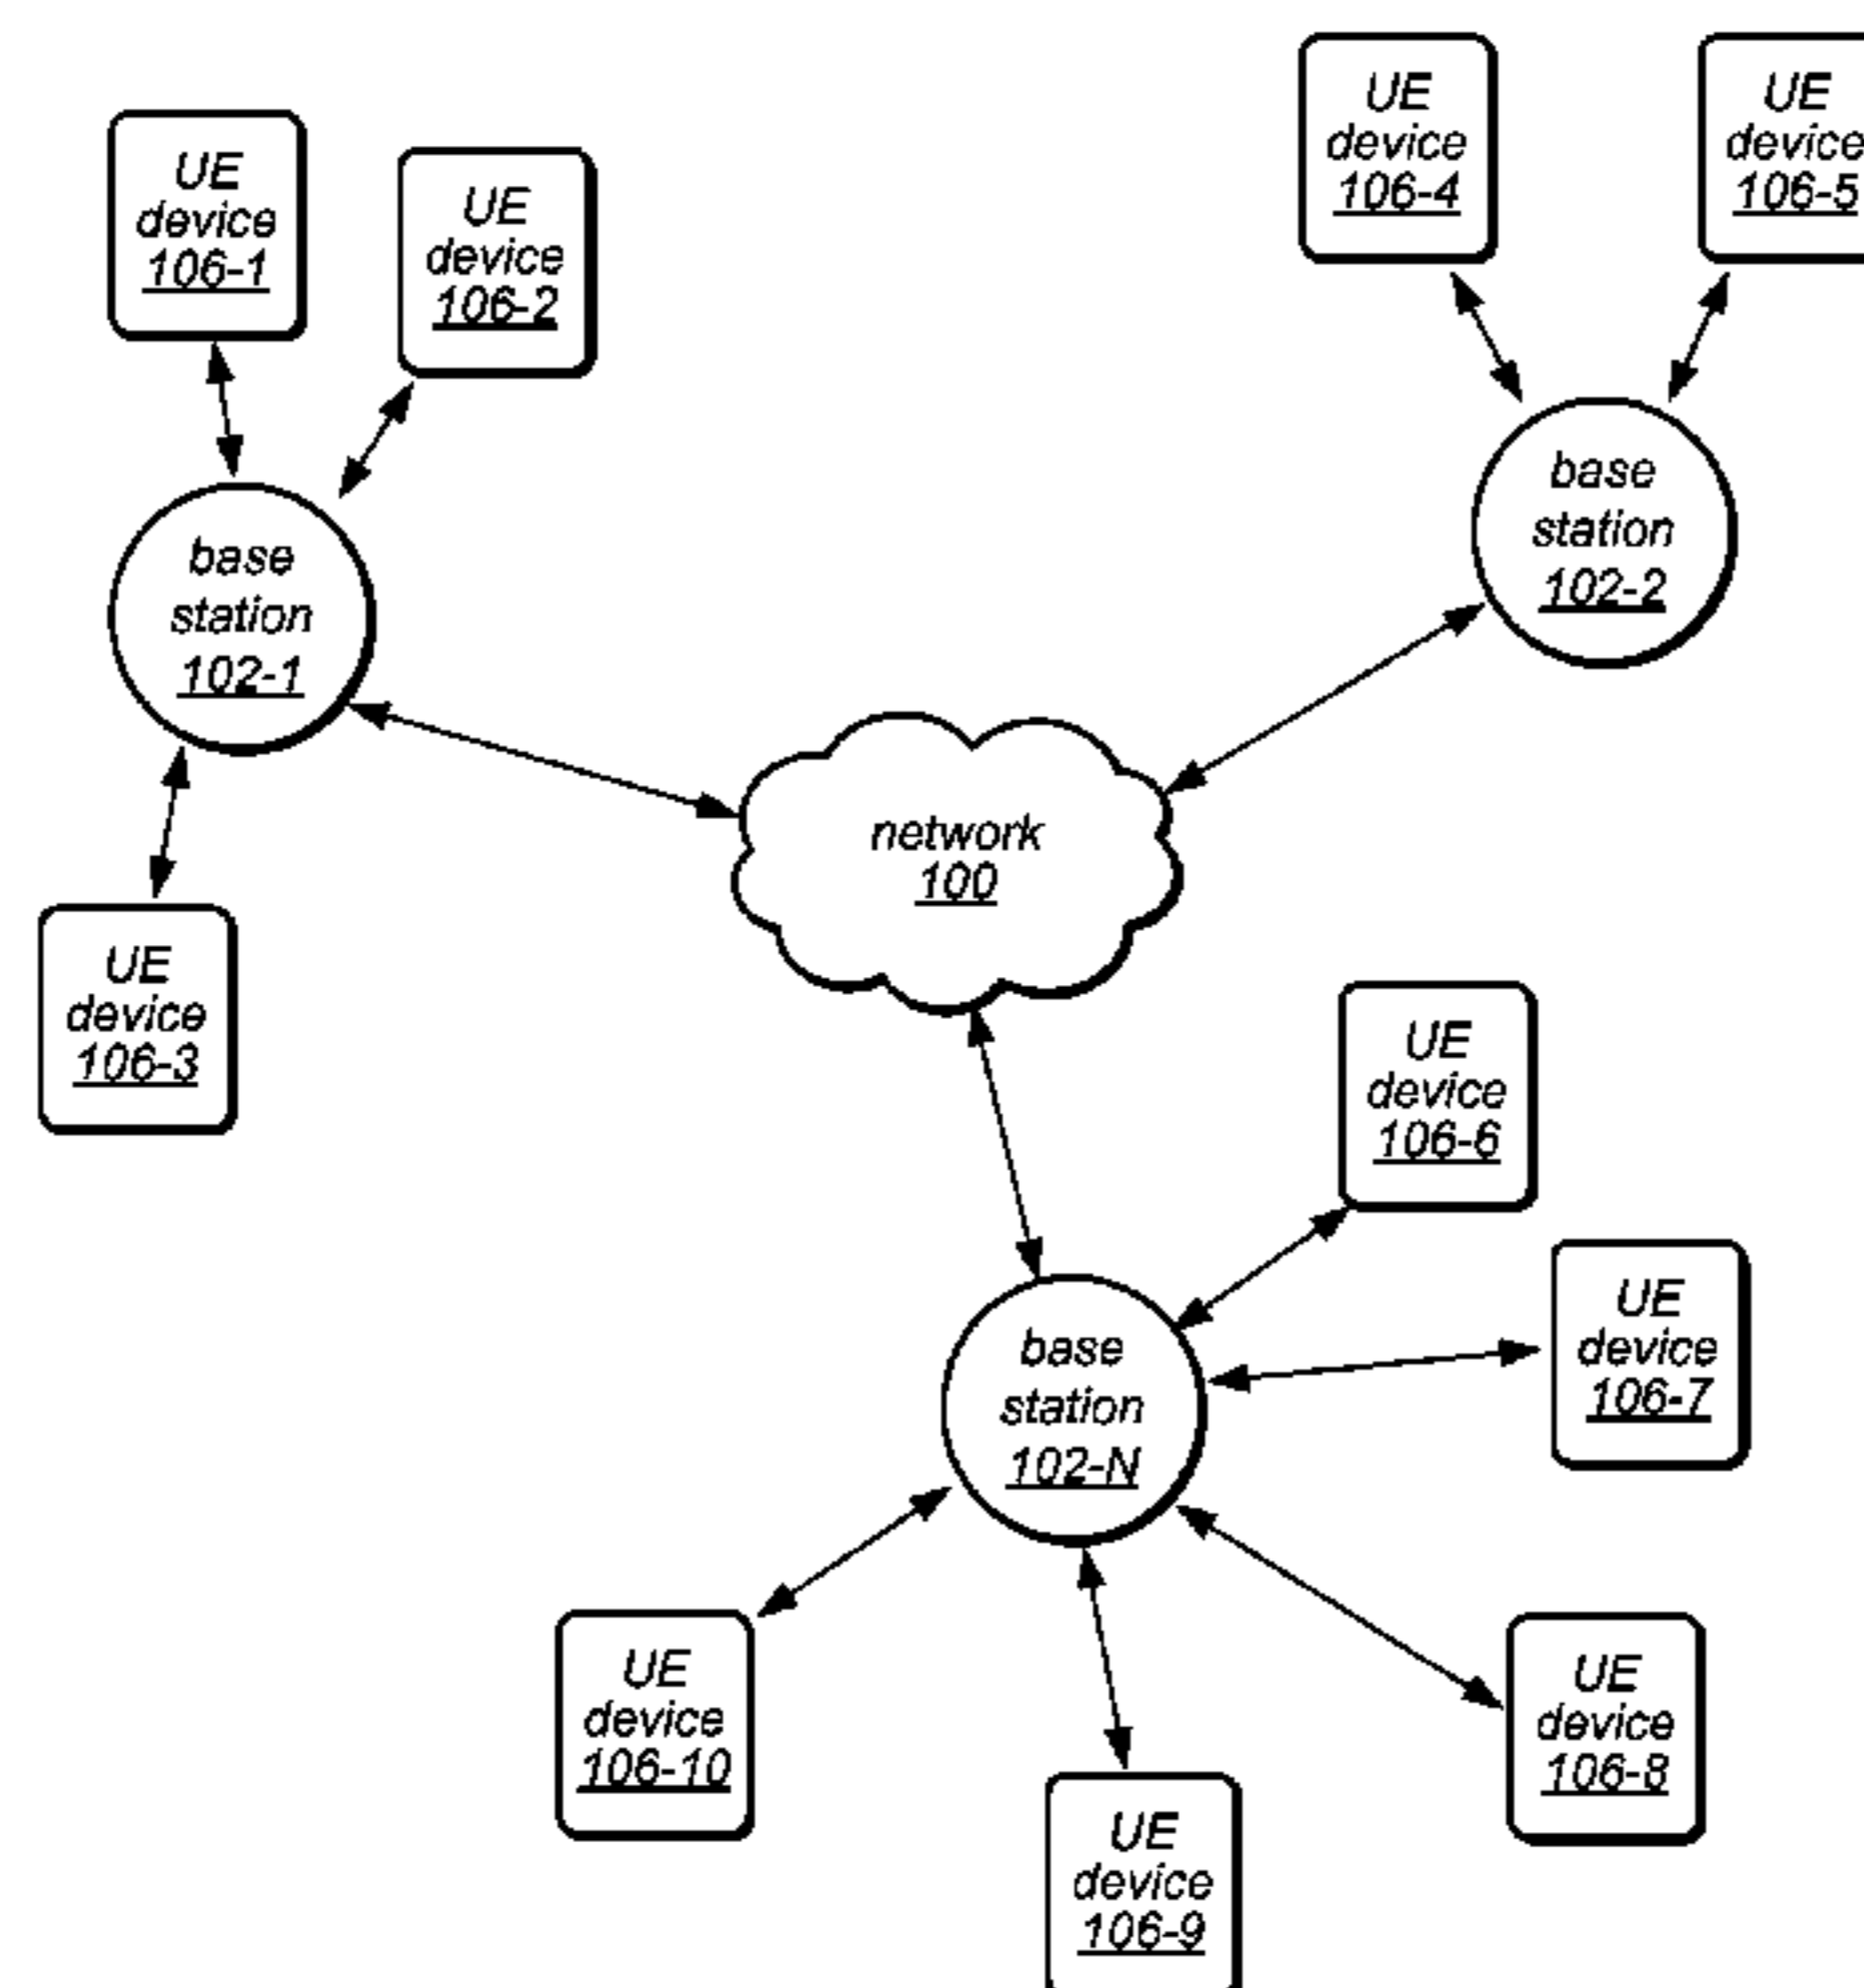 UE
device
106-1
UE
device
106-2
UE
device
106-4
UE
device
106-5
base
station
102-1
base
station
102-2
network
100
UE
device
106-3
UE
device
106-6
UE
device
106-7
base
station
102-N
UE
device
106-10
UE
device
106-8
UE
device
106-9